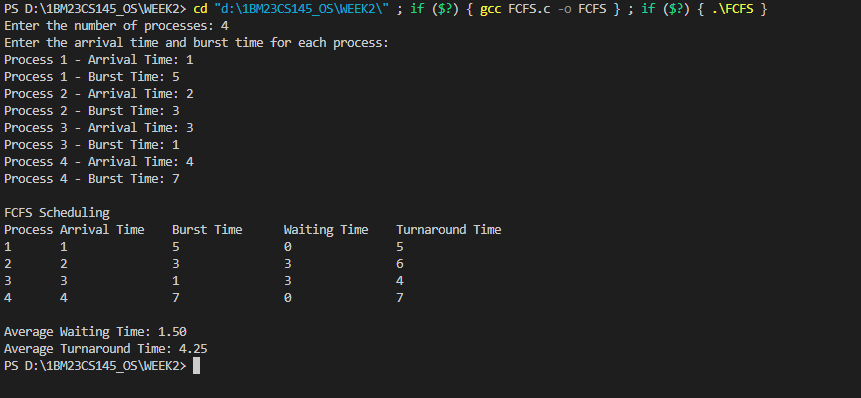 PS D:\1BM23CS145_OS\WEEK2> cd "d:\1BM23CS145_OS\WEEK2\" ; if ($?) { gcc FCFS.c -o FCFS } ; if ($?) { .\FCFS }
Enter the number of processes: 4
Enter the arrival time and burst time for each process:
Process 1 - Arrival Time: 1
Process 1 - Burst Time: 5
Process 2 - Arrival Time: 2
Process 2 - Burst Time: 3
Process 3 - Arrival Time: 3
Process 3 - Burst Time: 1
Process 4 - Arrival Time: 4
Process 4 - Burst Time: 7
FCFS Scheduling
Process Arrival Time    Burst Time      Waiting Time    Turnaround Time
1       1               5               0               5
2       2               3               3               6
3       3               1               3               4
4       4               7               0               7
Average Waiting Time: 1.50
Average Turnaround Time: 4.25
PS D:\1BM23CS145_OS\WEEK2>